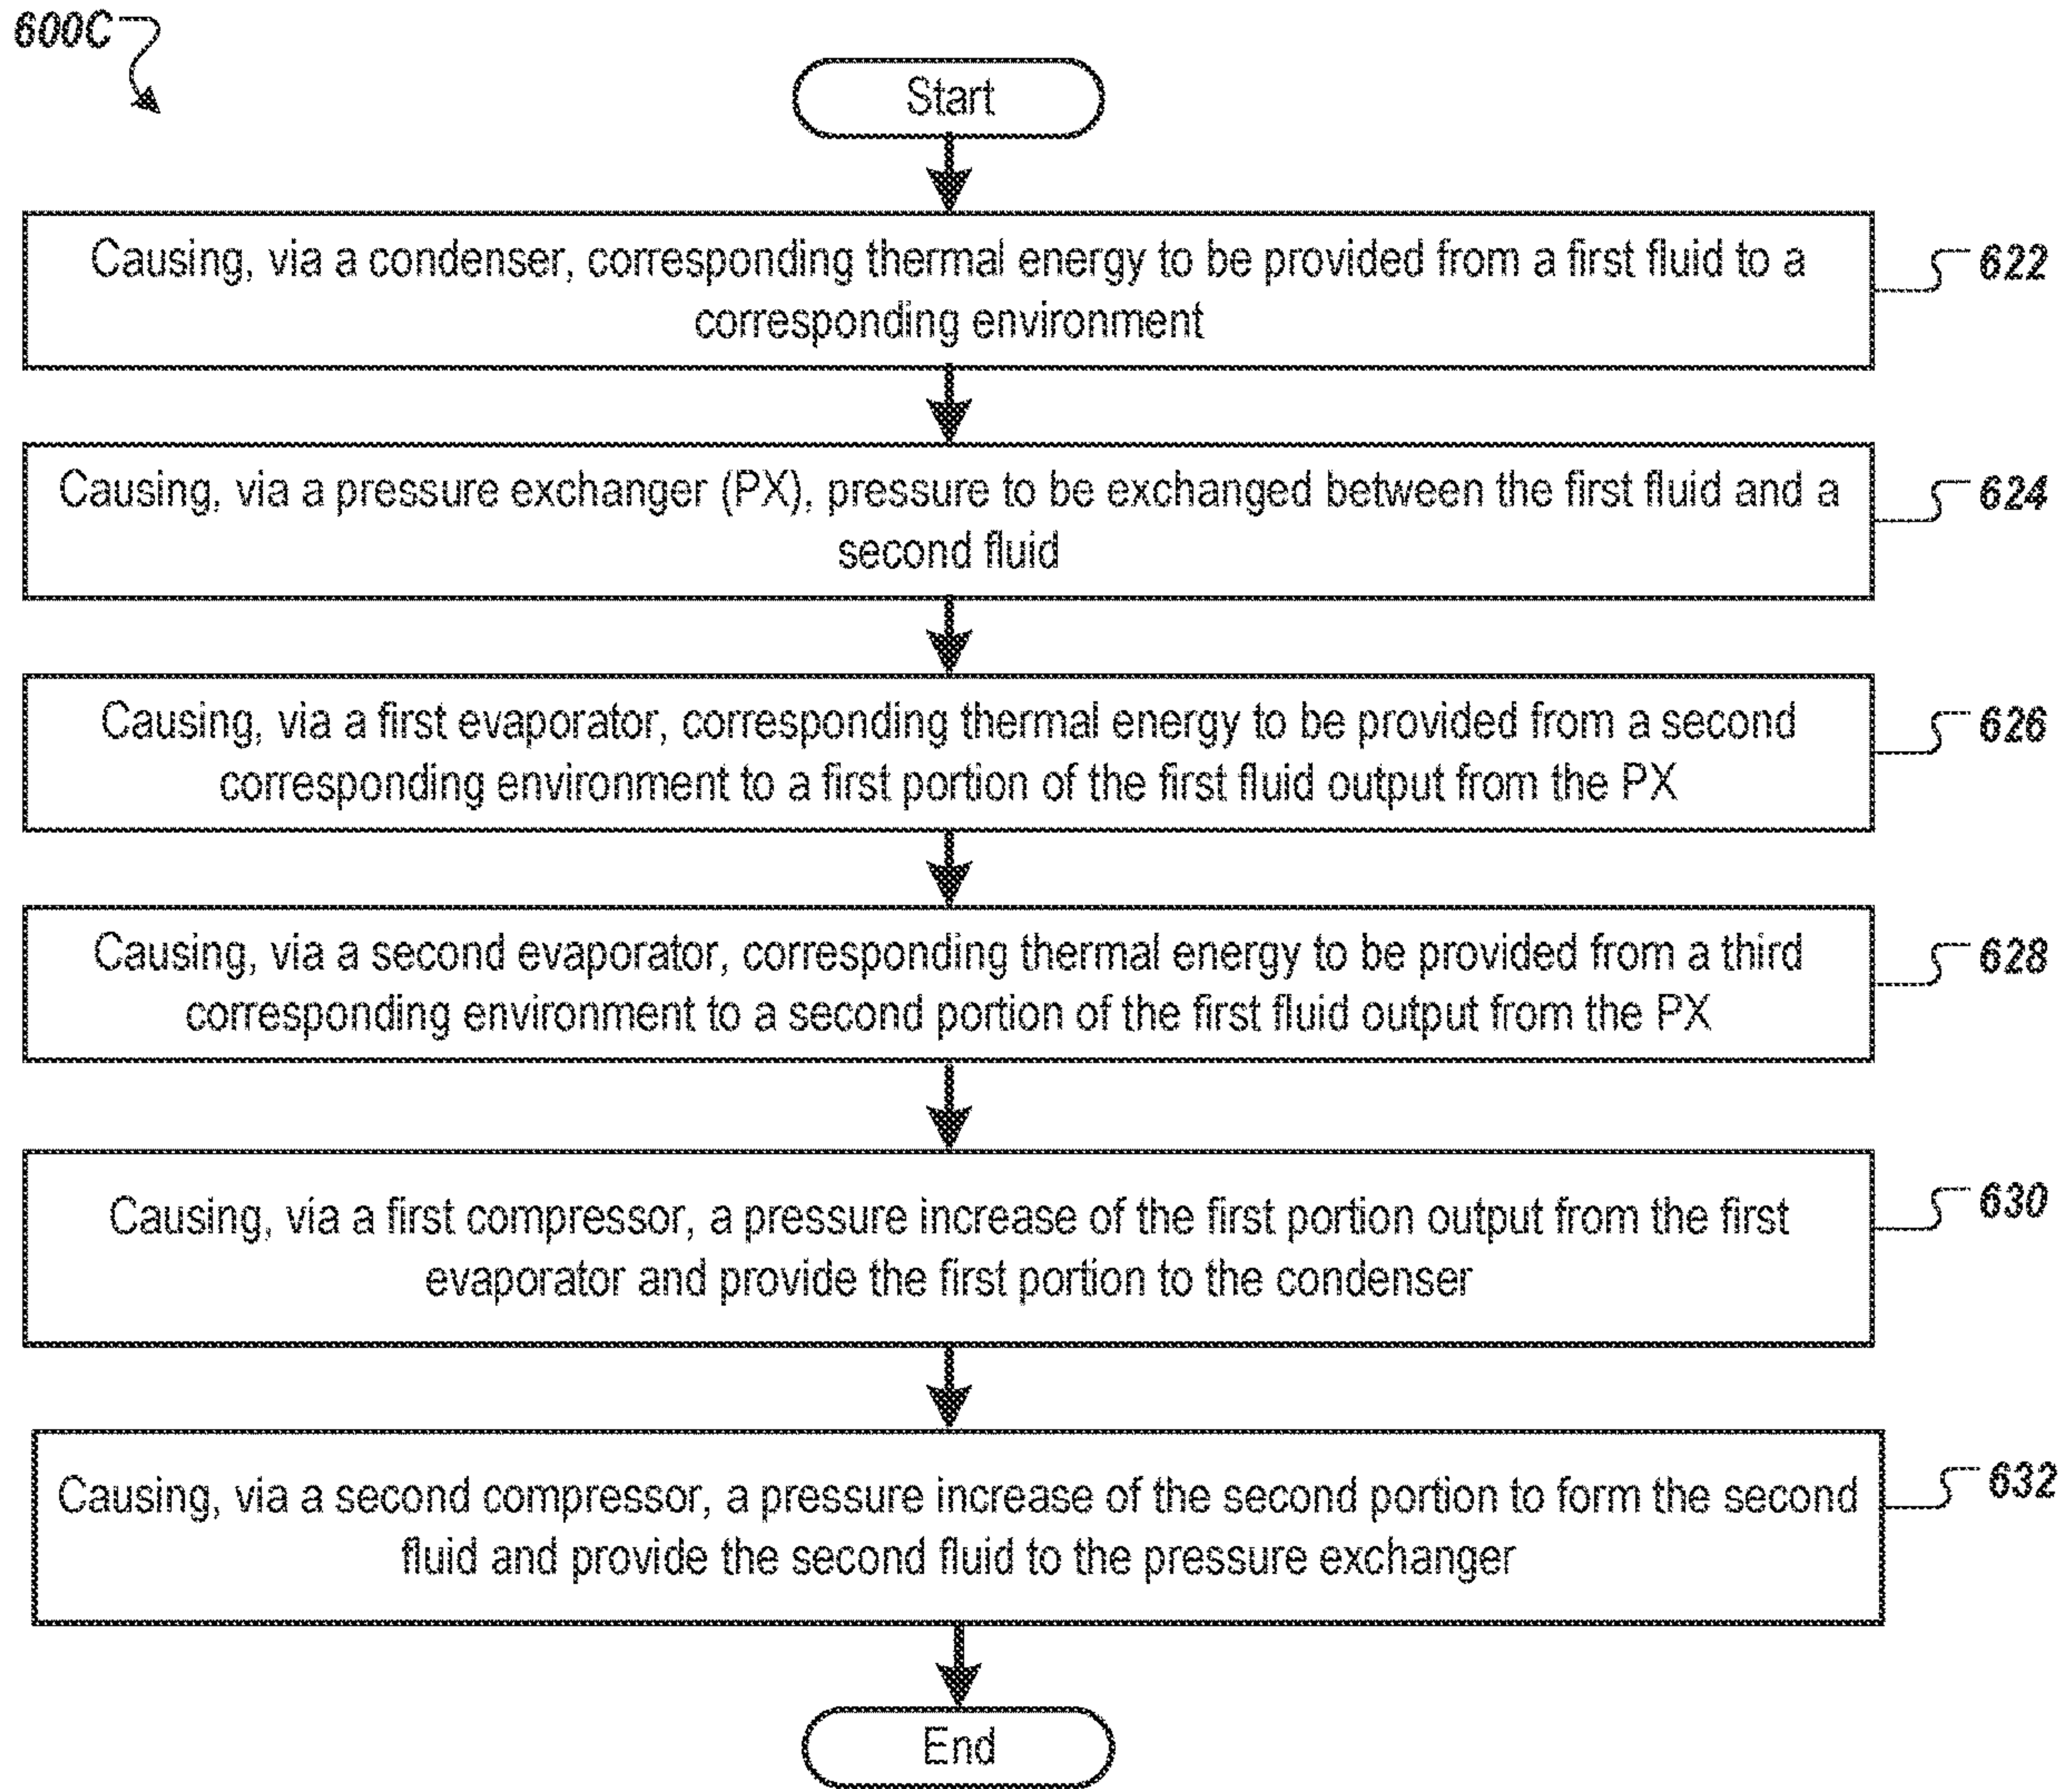 600C
Start
Causing, via a condenser, corresponding thermal energy to be provided from a first fluid to a
corresponding environment
622
Causing, via a pressure exchanger (PX), pressure to be exchanged between the first fluid and a
second fluid
624
Causing, via a first evaporator, corresponding thermal energy to be provided from a second
corresponding environment to a first portion of the first fluid output from the PX
626
Causing, via a second evaporator, corresponding thermal energy to be provided from a third
corresponding environment to a second portion of the first fluid output from the PX
628
Causing, via a first compressor, a pressure increase of the first portion output from the first
evaporator and provide the first portion to the condenser
630
Causing, via a second compressor, a pressure increase of the second portion to form the second
fluid and provide the second fluid to the pressure exchanger
632
End